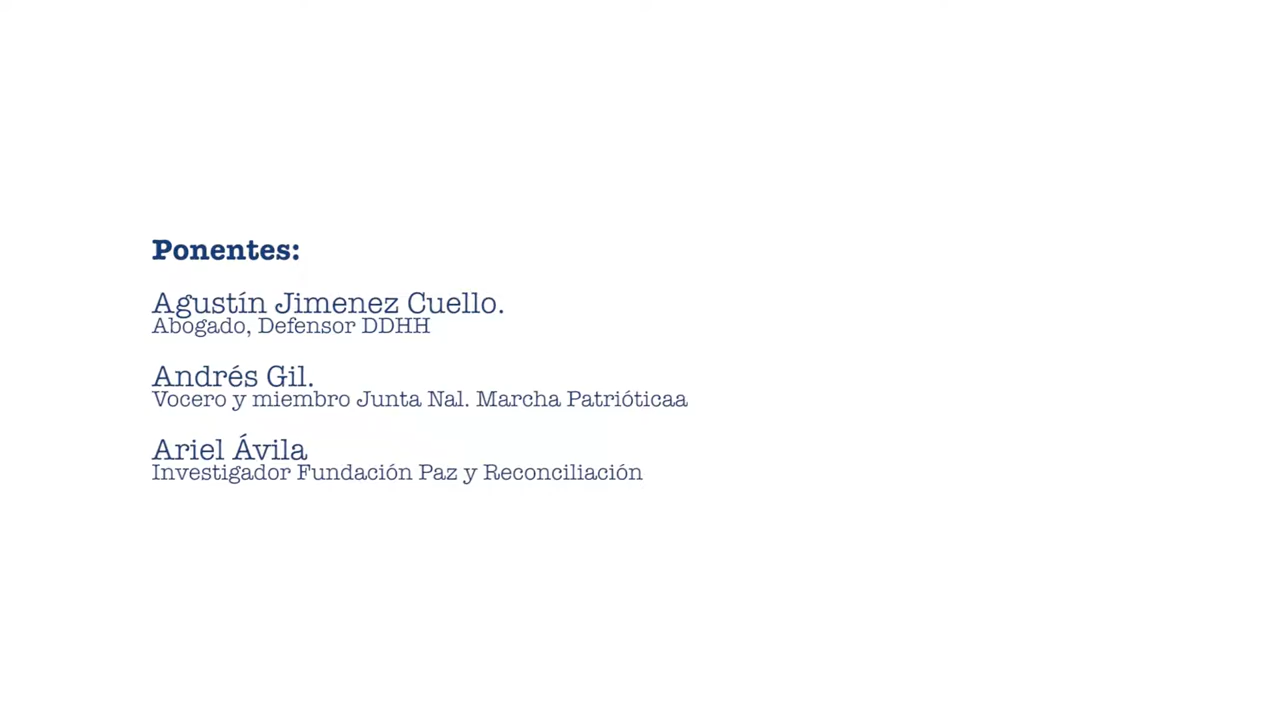 Ponentes:
Agustín Jimenez Cuello.
Abogado, Defensor DDHH
Andrés Gil.
Vocero y miembro Junta Nal. Marcha Patrióticaa
Ariel Ávila
Investigador Fundación Paz y Reconciliación